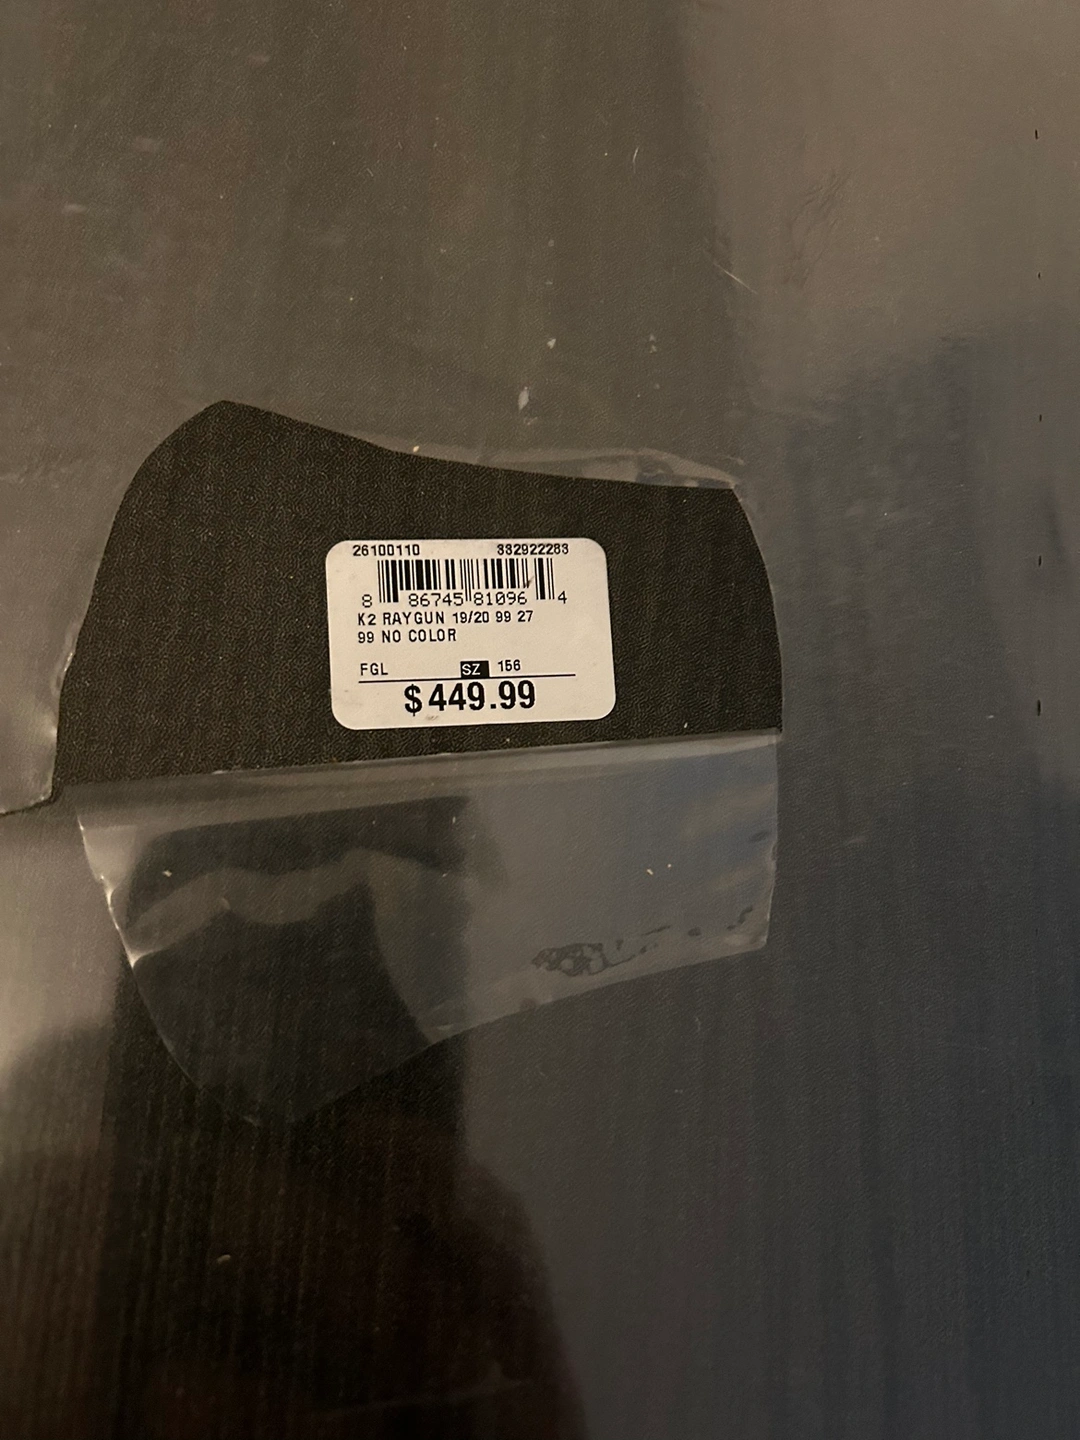 26100110 332922283
8 86745 81096 4
K2 RAYGUN 19/20 99 27
99 NO COLOR
FGL SZ 156
$449.99